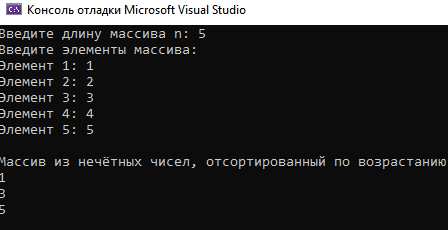 Консоль отладки Microsoft Visual Studio
Введите длину массива n: 5
Введите элементы массива:
Элемент 1: 1
Элемент 2: 2
Элемент 3: 3
Элемент 4: 4
Элемент 5: 5
Массив из нечётных чисел, отсортированный по возрастанию
1
3
5